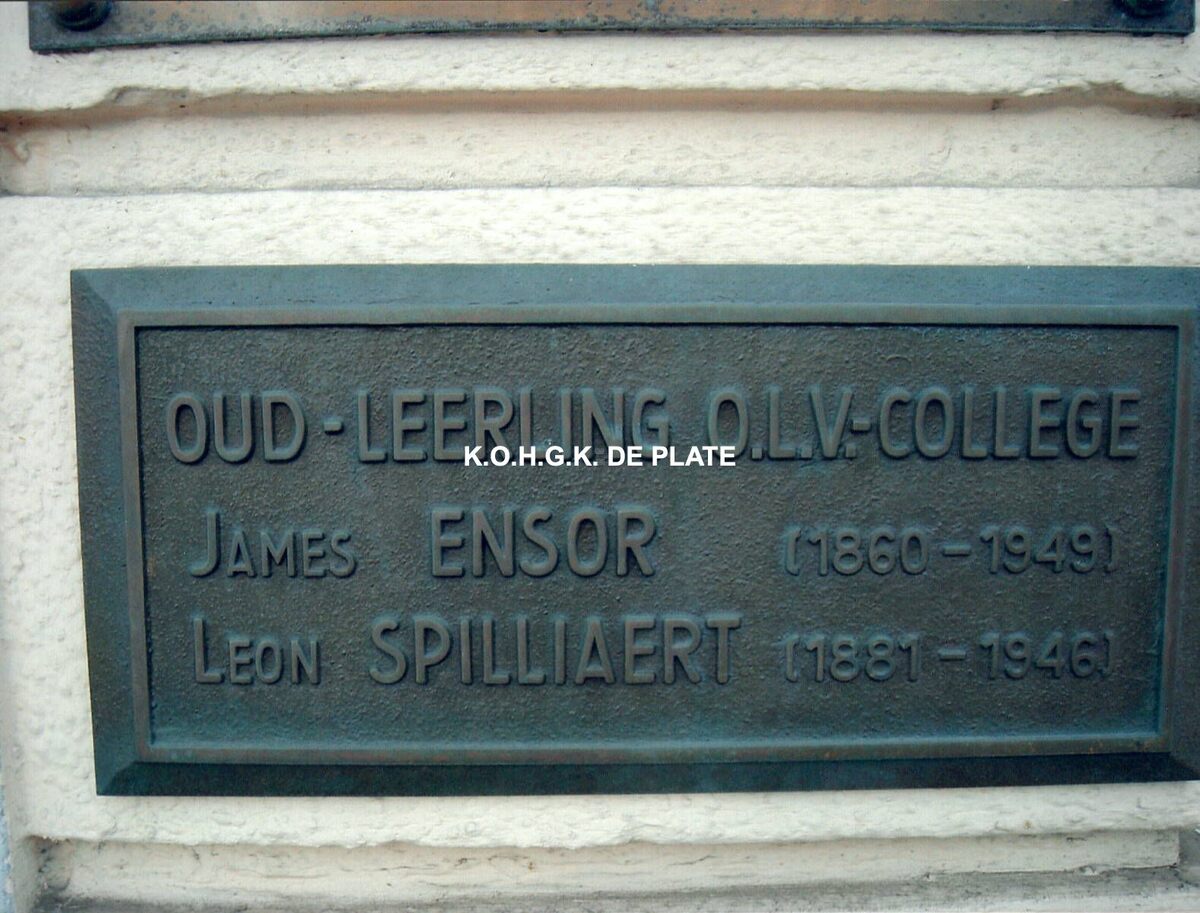 OUD-LEERLING O.L.V.-COLLEGE
K.O.H.G.K. DE PLATE
JAMES ENSOR (1860-1949)
LEON SPILLIAERT (1881-1946)